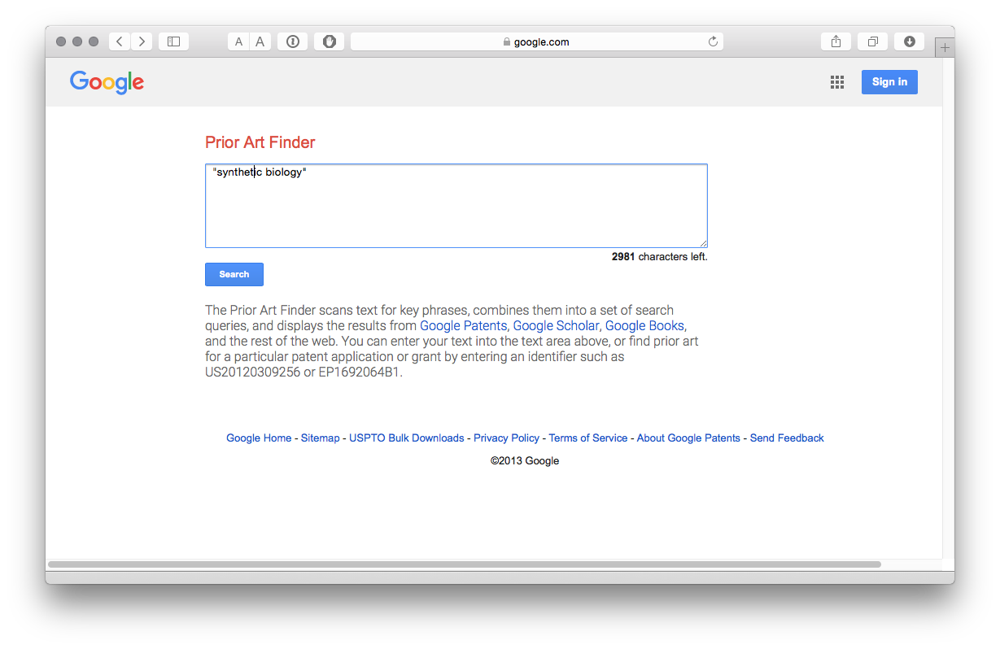 A A google.com
Google Sign in
Prior Art Finder
"synthetic biology"
2981 characters left.
Search
The Prior Art Finder scans text for key phrases, combines them into a set of search
queries, and displays the results from Google Patents, Google Scholar, Google Books,
and the rest of the web. You can enter your text into the text area above, or find prior art
for a particular patent application or grant by entering an identifier such as
US20120309256 or EP1692064B1.
Google Home - Sitemap - USPTO Bulk Downloads - Privacy Policy - Terms of Service - About Google Patents - Send Feedback
©2013 Google